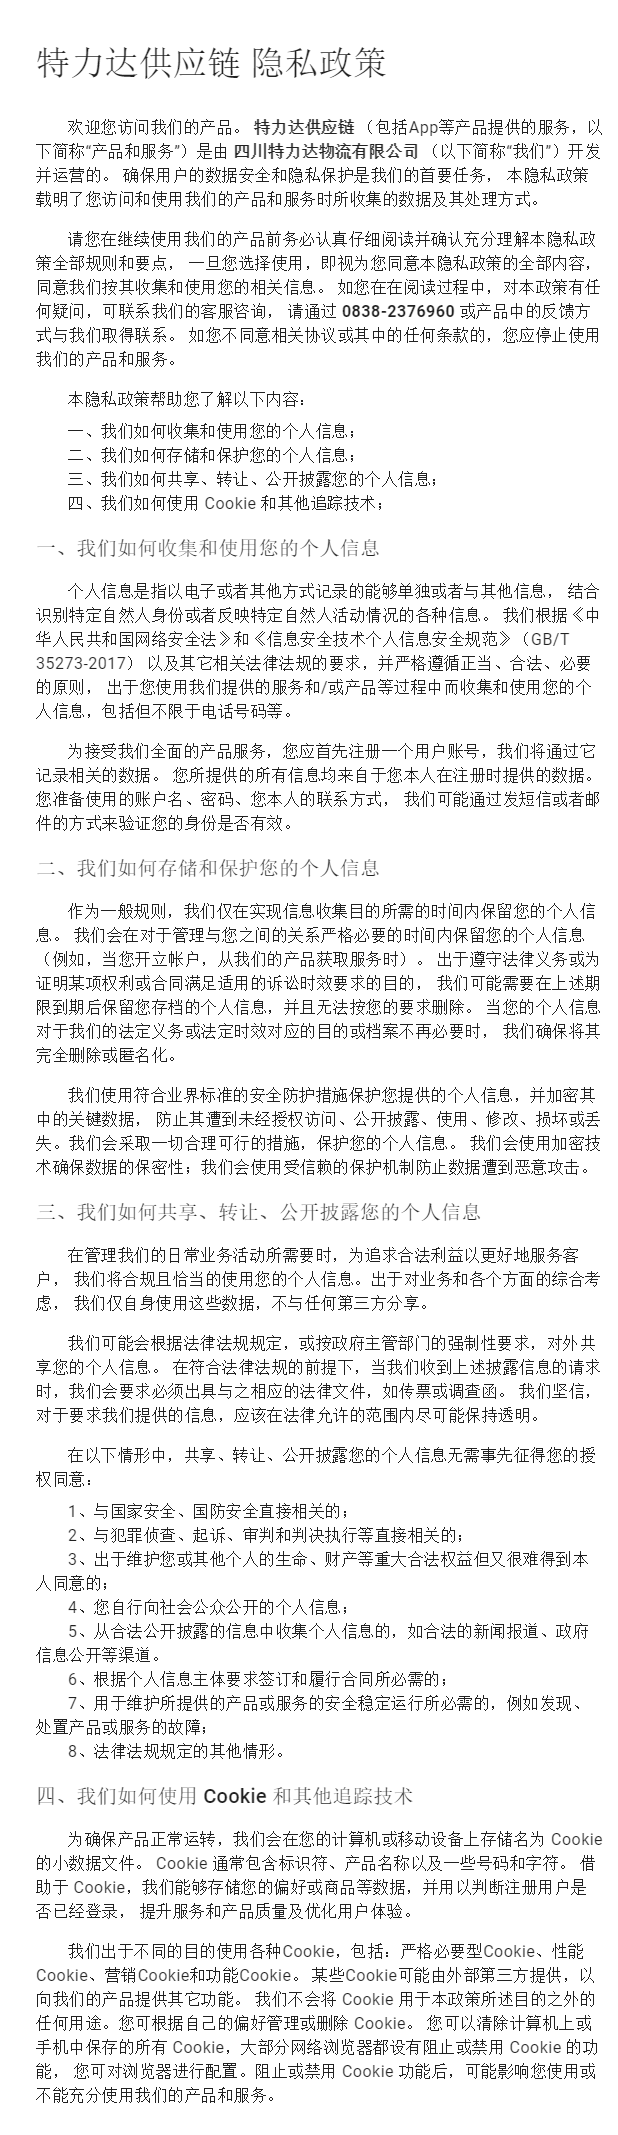 特力达供应链 隐私政策
欢迎您访问我们的产品。 特力达供应链 （包括App等产品提供的服务，以
下简称“产品和服务”）是由 四川特力达物流有限公司 （以下简称“我们”）开发
并运营的。 确保用户的数据安全和隐私保护是我们的首要任务， 本隐私政策
载明了您访问和使用我们的产品和服务时所收集的数据及其处理方式。
请您在继续使用我们的产品前务必认真仔细阅读并确认充分理解本隐私政
策全部规则和要点， 一旦您选择使用，即视为您同意本隐私政策的全部内容，
同意我们按其收集和使用您的相关信息。 如您在在阅读过程中，对本政策有任
何疑问，可联系我们的客服咨询， 请通过 0838-2376960 或产品中的反馈方
式与我们取得联系。 如您不同意相关协议或其中的任何条款的，您应停止使用
我们的产品和服务。
本隐私政策帮助您了解以下内容：
一、我们如何收集和使用您的个人信息；
二、我们如何存储和保护您的个人信息；
三、我们如何共享、转让、公开披露您的个人信息；
四、我们如何使用 Cookie 和其他追踪技术；
一、我们如何收集和使用您的个人信息
个人信息是指以电子或者其他方式记录的能够单独或者与其他信息， 结合
识别特定自然人身份或者反映特定自然人活动情况的各种信息。 我们根据《中
华人民共和国网络安全法》和《信息安全技术个人信息安全规范》（GB/T
35273-2017） 以及其它相关法律法规的要求，并严格遵循正当、合法、必要
的原则， 出于您使用我们提供的服务和/或产品等过程中而收集和使用您的个
人信息，包括但不限于电话号码等。
为接受我们全面的产品服务，您应首先注册一个用户账号，我们将通过它
记录相关的数据。 您所提供的所有信息均来自于您本人在注册时提供的数据。
您准备使用的账户名、密码、您本人的联系方式， 我们可能通过发短信或者邮
件的方式来验证您的身份是否有效。
二、我们如何存储和保护您的个人信息
作为一般规则，我们仅在实现信息收集目的所需的时间内保留您的个人信
息。 我们会在对于管理与您之间的关系严格必要的时间内保留您的个人信息
（例如，当您开立帐户，从我们的产品获取服务时）。 出于遵守法律义务或为
证明某项权利或合同满足适用的诉讼时效要求的目的， 我们可能需要在上述期
限到期后保留您存档的个人信息，并且无法按您的要求删除。 当您的个人信息
对于我们的法定义务或法定时效对应的目的或档案不再必要时， 我们确保将其
完全删除或匿名化。
我们使用符合业界标准的安全防护措施保护您提供的个人信息，并加密其
中的关键数据， 防止其遭到未经授权访问、公开披露、使用、修改、损坏或丢
失。我们会采取一切合理可行的措施，保护您的个人信息。 我们会使用加密技
术确保数据的保密性；我们会使用受信赖的保护机制防止数据遭到恶意攻击。
三、我们如何共享、转让、公开披露您的个人信息
在管理我们的日常业务活动所需要时，为追求合法利益以更好地服务客
户， 我们将合规且恰当的使用您的个人信息。出于对业务和各个方面的综合考
虑， 我们仅自身使用这些数据，不与任何第三方分享。
我们可能会根据法律法规规定，或按政府主管部门的强制性要求，对外共
享您的个人信息。 在符合法律法规的前提下，当我们收到上述披露信息的请求
时，我们会要求必须出具与之相应的法律文件，如传票或调查函。 我们坚信，
对于要求我们提供的信息，应该在法律允许的范围内尽可能保持透明。
在以下情形中，共享、转让、公开披露您的个人信息无需事先征得您的授
权同意：
1、与国家安全、国防安全直接相关的；
2、与犯罪侦查、起诉、审判和判决执行等直接相关的；
3、出于维护您或其他个人的生命、财产等重大合法权益但又很难得到本
人同意的；
4、您自行向社会公众公开的个人信息；
5、从合法公开披露的信息中收集个人信息的，如合法的新闻报道、政府
信息公开等渠道。
6、根据个人信息主体要求签订和履行合同所必需的；
7、用于维护所提供的产品或服务的安全稳定运行所必需的，例如发现、
处置产品或服务的故障；
8、法律法规规定的其他情形。
四、我们如何使用 Cookie 和其他追踪技术
为确保产品正常运转，我们会在您的计算机或移动设备上存储名为 Cookie
的小数据文件。 Cookie 通常包含标识符、产品名称以及一些号码和字符。 借
助于 Cookie，我们能够存储您的偏好或商品等数据，并用以判断注册用户是
否已经登录， 提升服务和产品质量及优化用户体验。
我们出于不同的目的使用各种Cookie，包括：严格必要型Cookie、性能
Cookie、营销Cookie和功能Cookie。 某些Cookie可能由外部第三方提供，以
向我们的产品提供其它功能。 我们不会将 Cookie 用于本政策所述目的之外的
任何用途。您可根据自己的偏好管理或删除 Cookie。 您可以清除计算机上或
手机中保存的所有 Cookie，大部分网络浏览器都设有阻止或禁用 Cookie 的功
能， 您可对浏览器进行配置。阻止或禁用 Cookie 功能后，可能影响您使用或
不能充分使用我们的产品和服务。